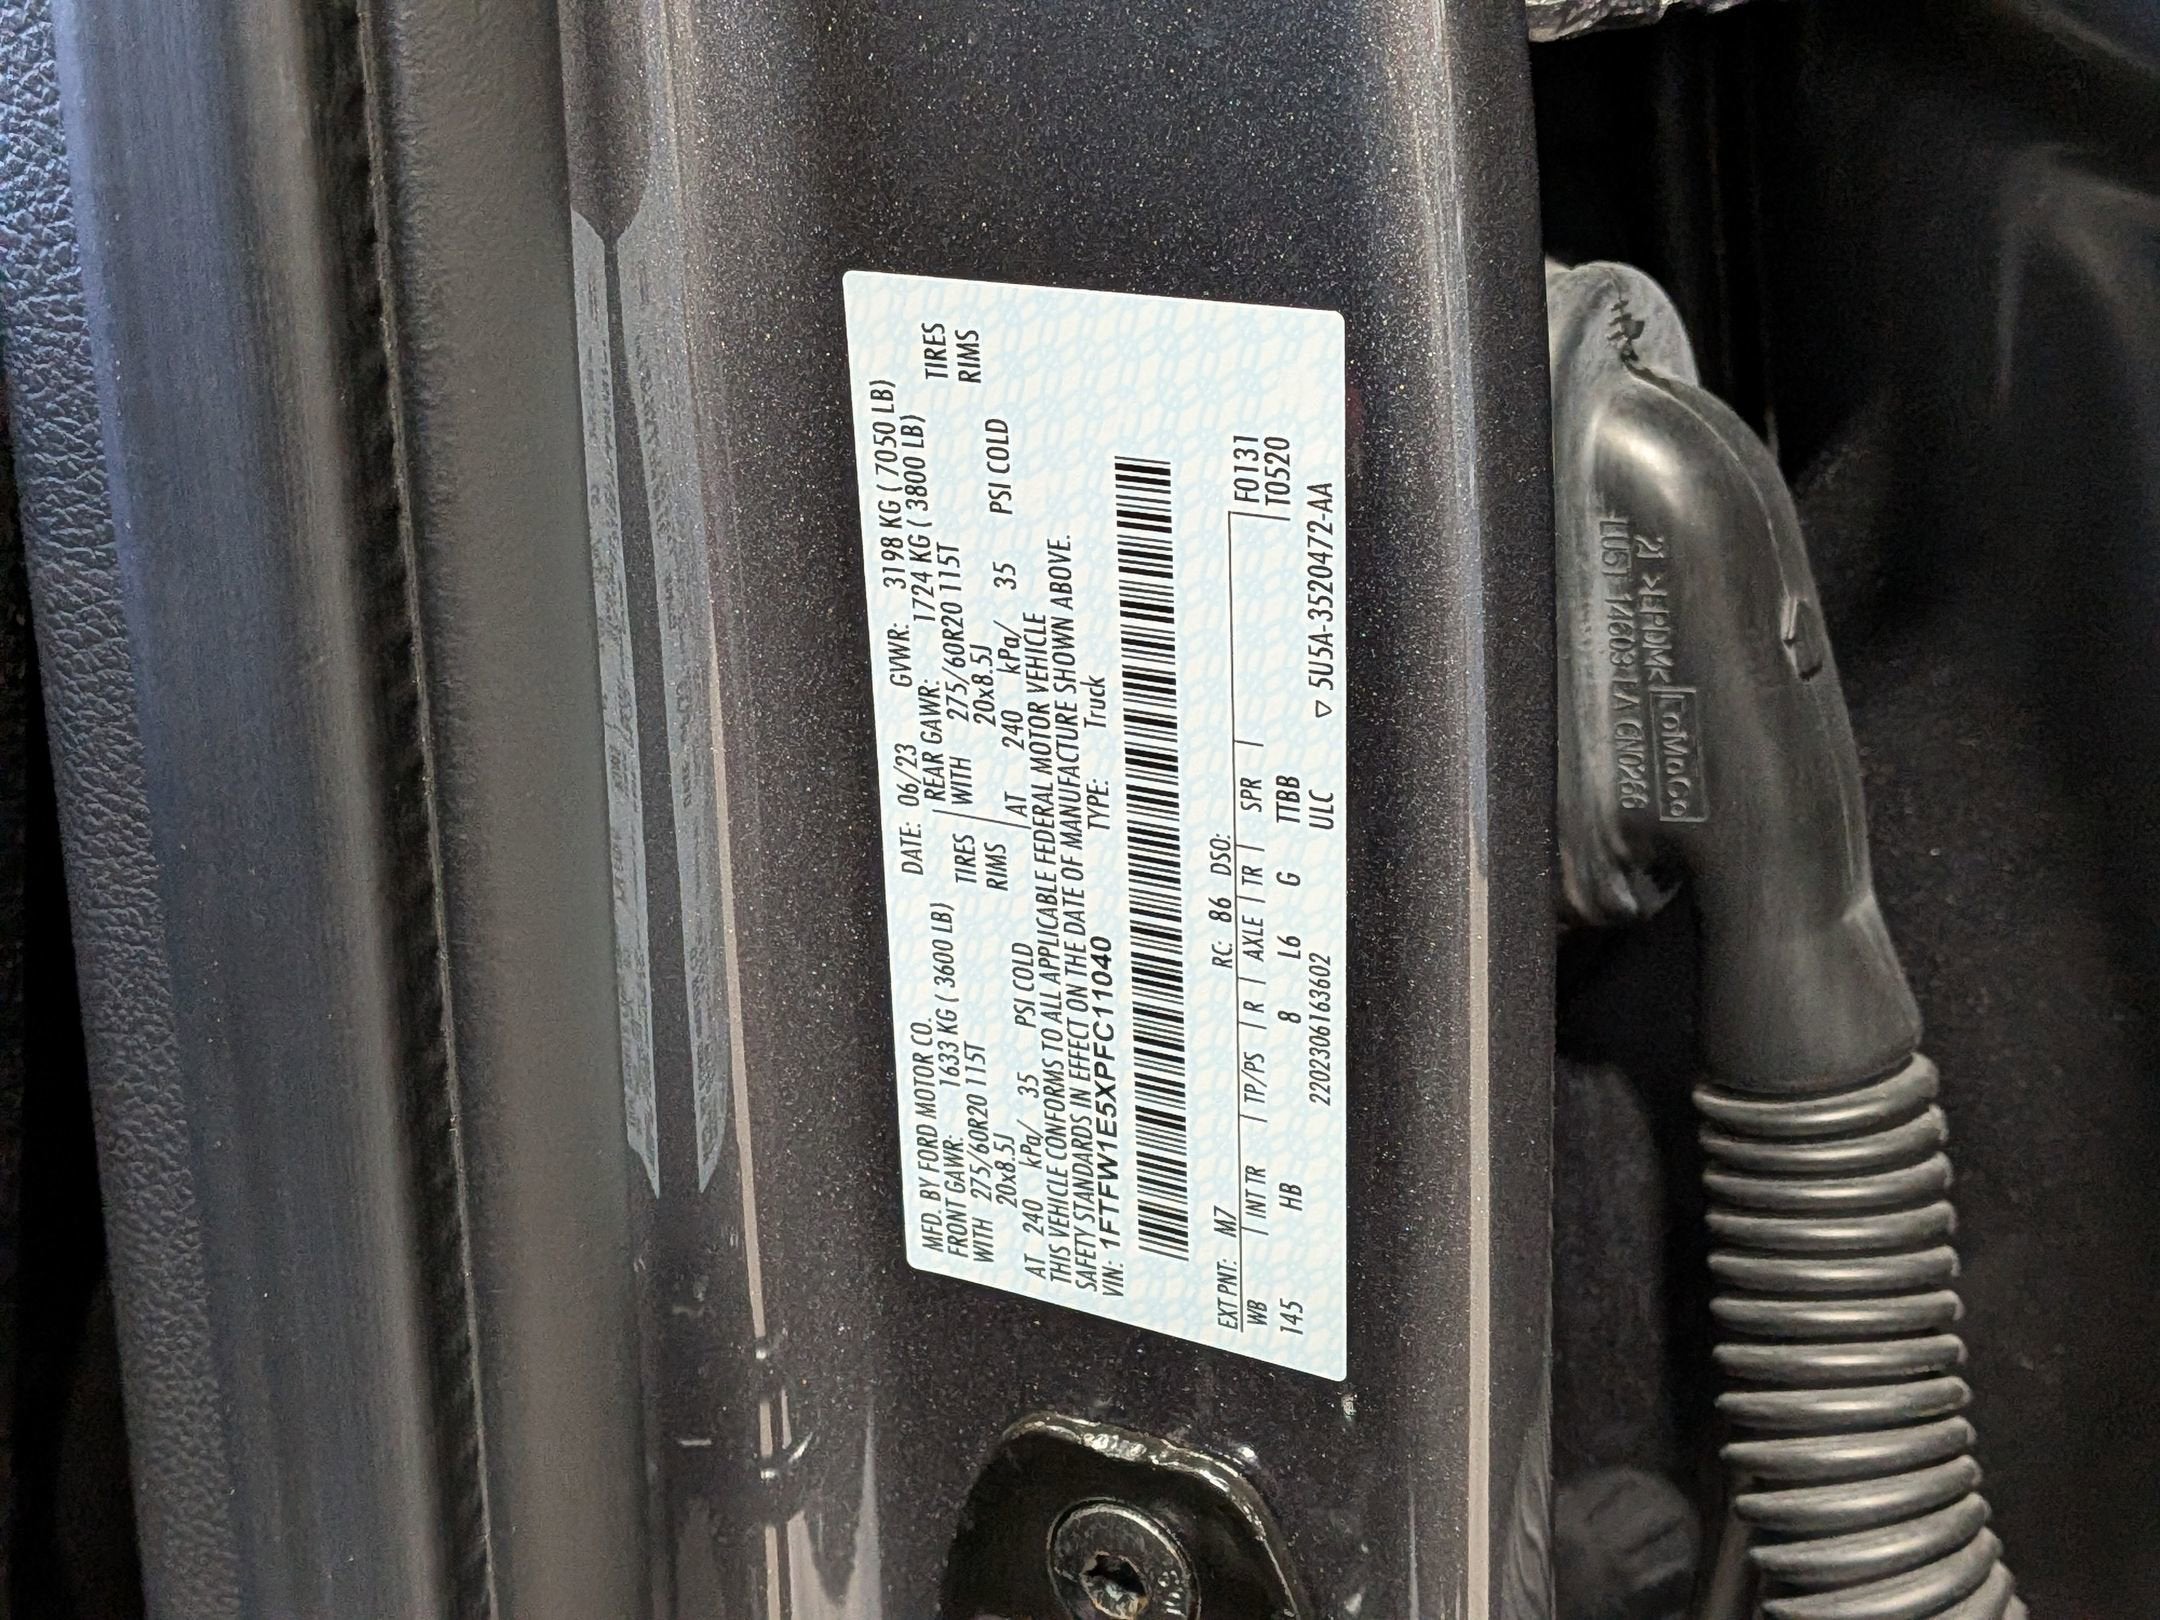 MFD. BY FORD MOTOR CO.
DATE: 06/23 GVWR: 3198 KG ( 7050 LB)
FRONT GAWR: 1633 KG ( 3600 LB) REAR GAWR: 1724 KG ( 3800 LB)
WITH 275/60R20 115T TIRES WITH 275/60R20 115T TIRES
20x8.5J RIMS 20x8.5J RIMS
AT 240 kPa/ 35 PSI COLD AT 240 kPa/ 35 PSI COLD
THIS VEHICLE CONFORMS TO ALL APPLICABLE FEDERAL MOTOR VEHICLE
SAFETY STANDARDS IN EFFECT ON THE DATE OF MANUFACTURE SHOWN ABOVE.
VIN: 1FTFW1E5XPFC11040 TYPE: Truck
EXT PNT: M7 RC: 86 DSO:
WB INT TR TP/PS R AXLE TR SPR F0131
145 HB 8 L6 G TTBB T0520
2202306163602 ULC ▽ 5U5A-3520472-AA
>EPDM< FoMoCo